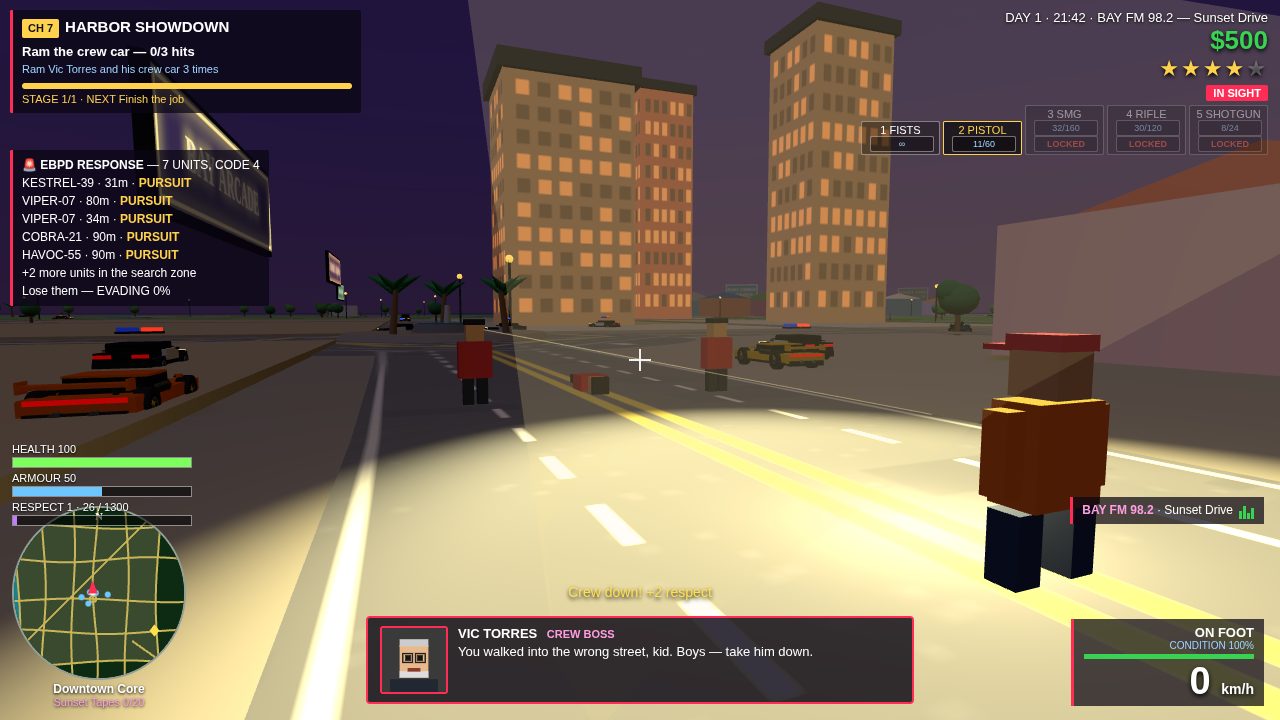 CH 7 HARBOR SHOWDOWN
Ram the crew car — 0/3 hits
Ram Vic Torres and his crew car 3 times
STAGE 1/1 · NEXT Finish the job
DAY 1 · 21:42 · BAY FM 98.2 — Sunset Drive
$500
IN SIGHT
1 FISTS
∞
2 PISTOL
11/60
3 SMG
32/160
LOCKED
4 RIFLE
30/120
LOCKED
5 SHOTGUN
8/24
LOCKED
EBPD RESPONSE — 7 UNITS, CODE 4
KESTREL-39 · 31m · PURSUIT
VIPER-07 · 80m · PURSUIT
VIPER-07 · 34m · PURSUIT
COBRA-21 · 90m · PURSUIT
HAVOC-55 · 90m · PURSUIT
+2 more units in the search zone
Lose them — EVADING 0%
ARCADE
HEALTH 100
ARMOUR 50
RESPECT 1 · 26 / 1300
N
Downtown Core
Sunset Tapes 0/20
BAY FM 98.2 · Sunset Drive
Crew down! +2 respect
VIC TORRES CREW BOSS
You walked into the wrong street, kid. Boys — take him down.
ON FOOT
CONDITION 100%
0 km/h